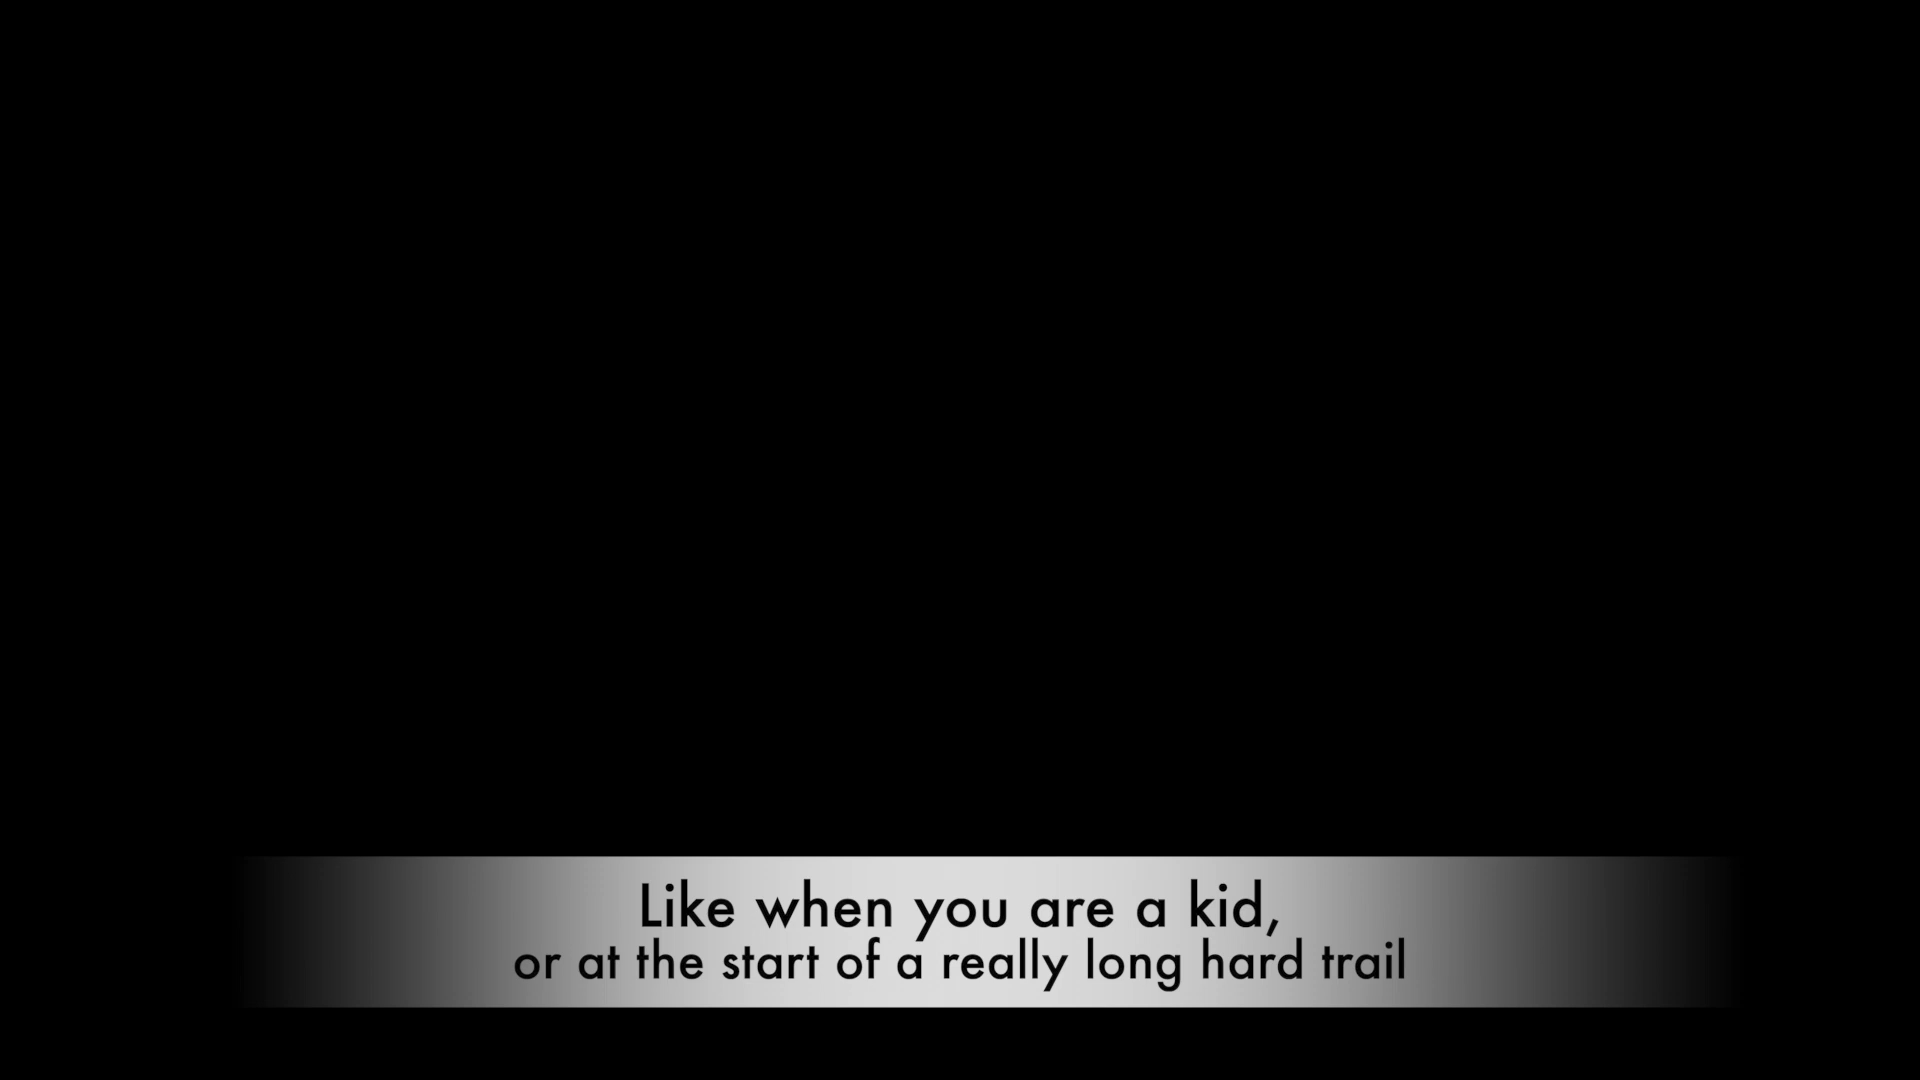 Like when you are a kid,
or at the start of a really long hard trail